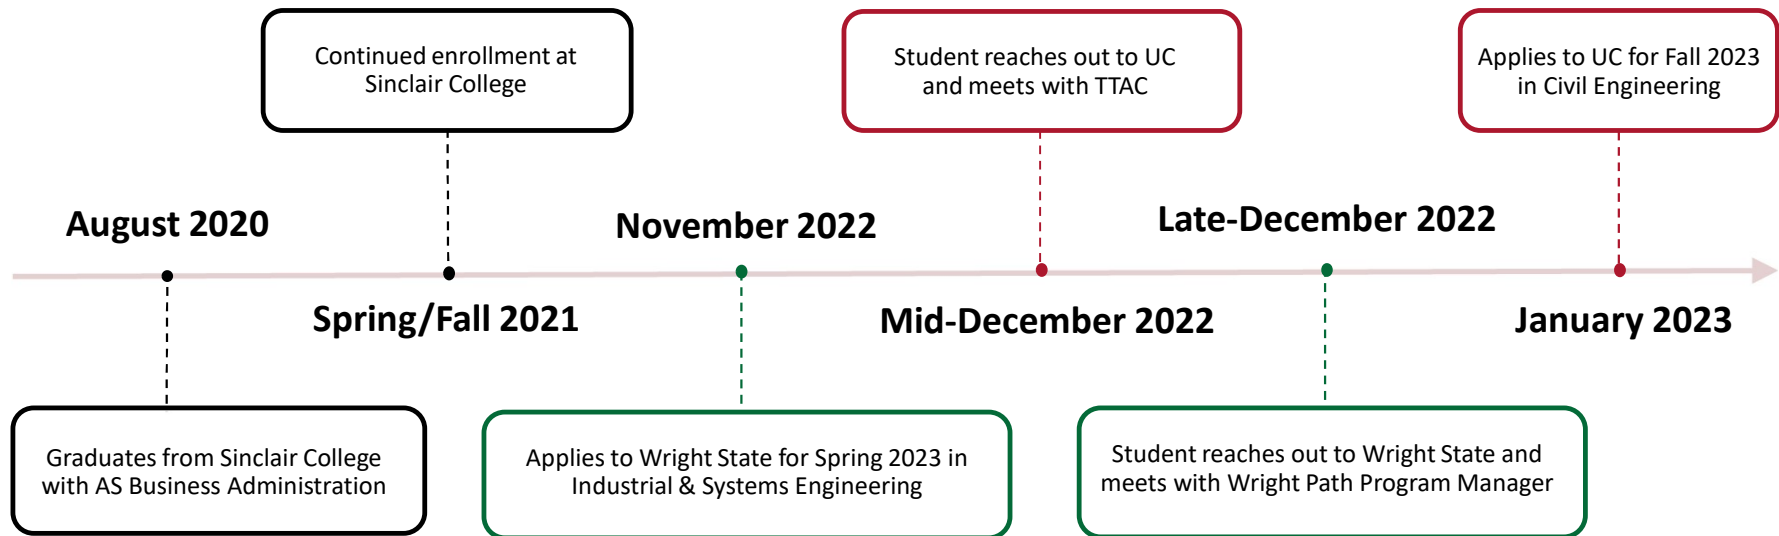 Continued enrollment at
Sinclair College
Student reaches out to UC
and meets with TTAC
Applies to UC for Fall 2023
in Civil Engineering
August 2020
November 2022
Late-December 2022
Spring/Fall 2021
Mid-December 2022
January 2023
Graduates from Sinclair College
with AS Business Administration
Applies to Wright State for Spring 2023 in
Industrial & Systems Engineering
Student reaches out to Wright State and
meets with Wright Path Program Manager